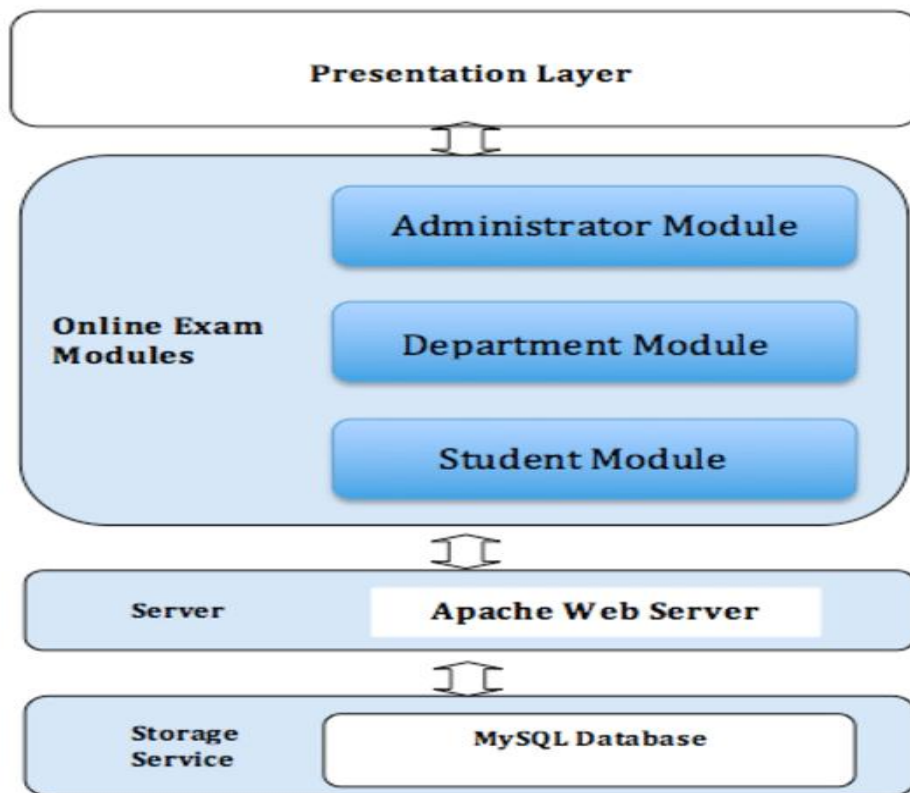 Presentation Layer
Administrator Module
Online Exam
Modules
Department Module
Student Module
Server
Apache Web Server
Storage
Service
MySQL Database